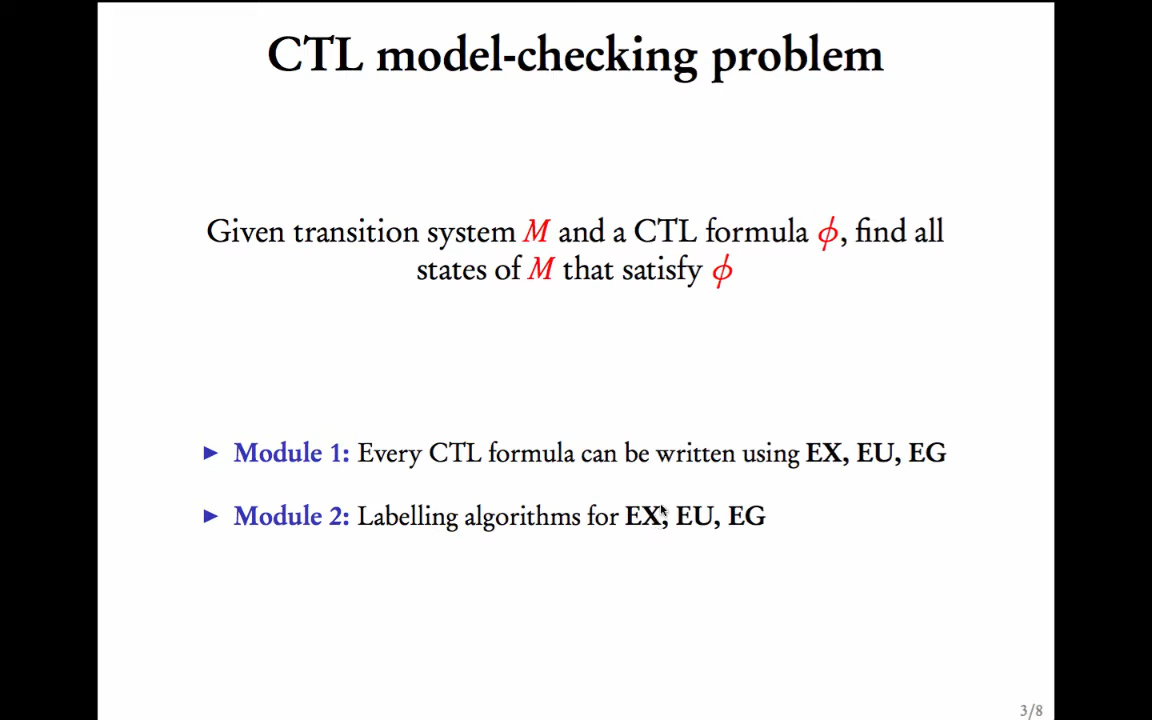 CTL model-checking problem
Given transition system M and a CTL formula ϕ, find all
states of M that satisfy ϕ
▶ Module 1: Every CTL formula can be written using EX, EU, EG
▶ Module 2: Labelling algorithms for EX, EU, EG
3/8